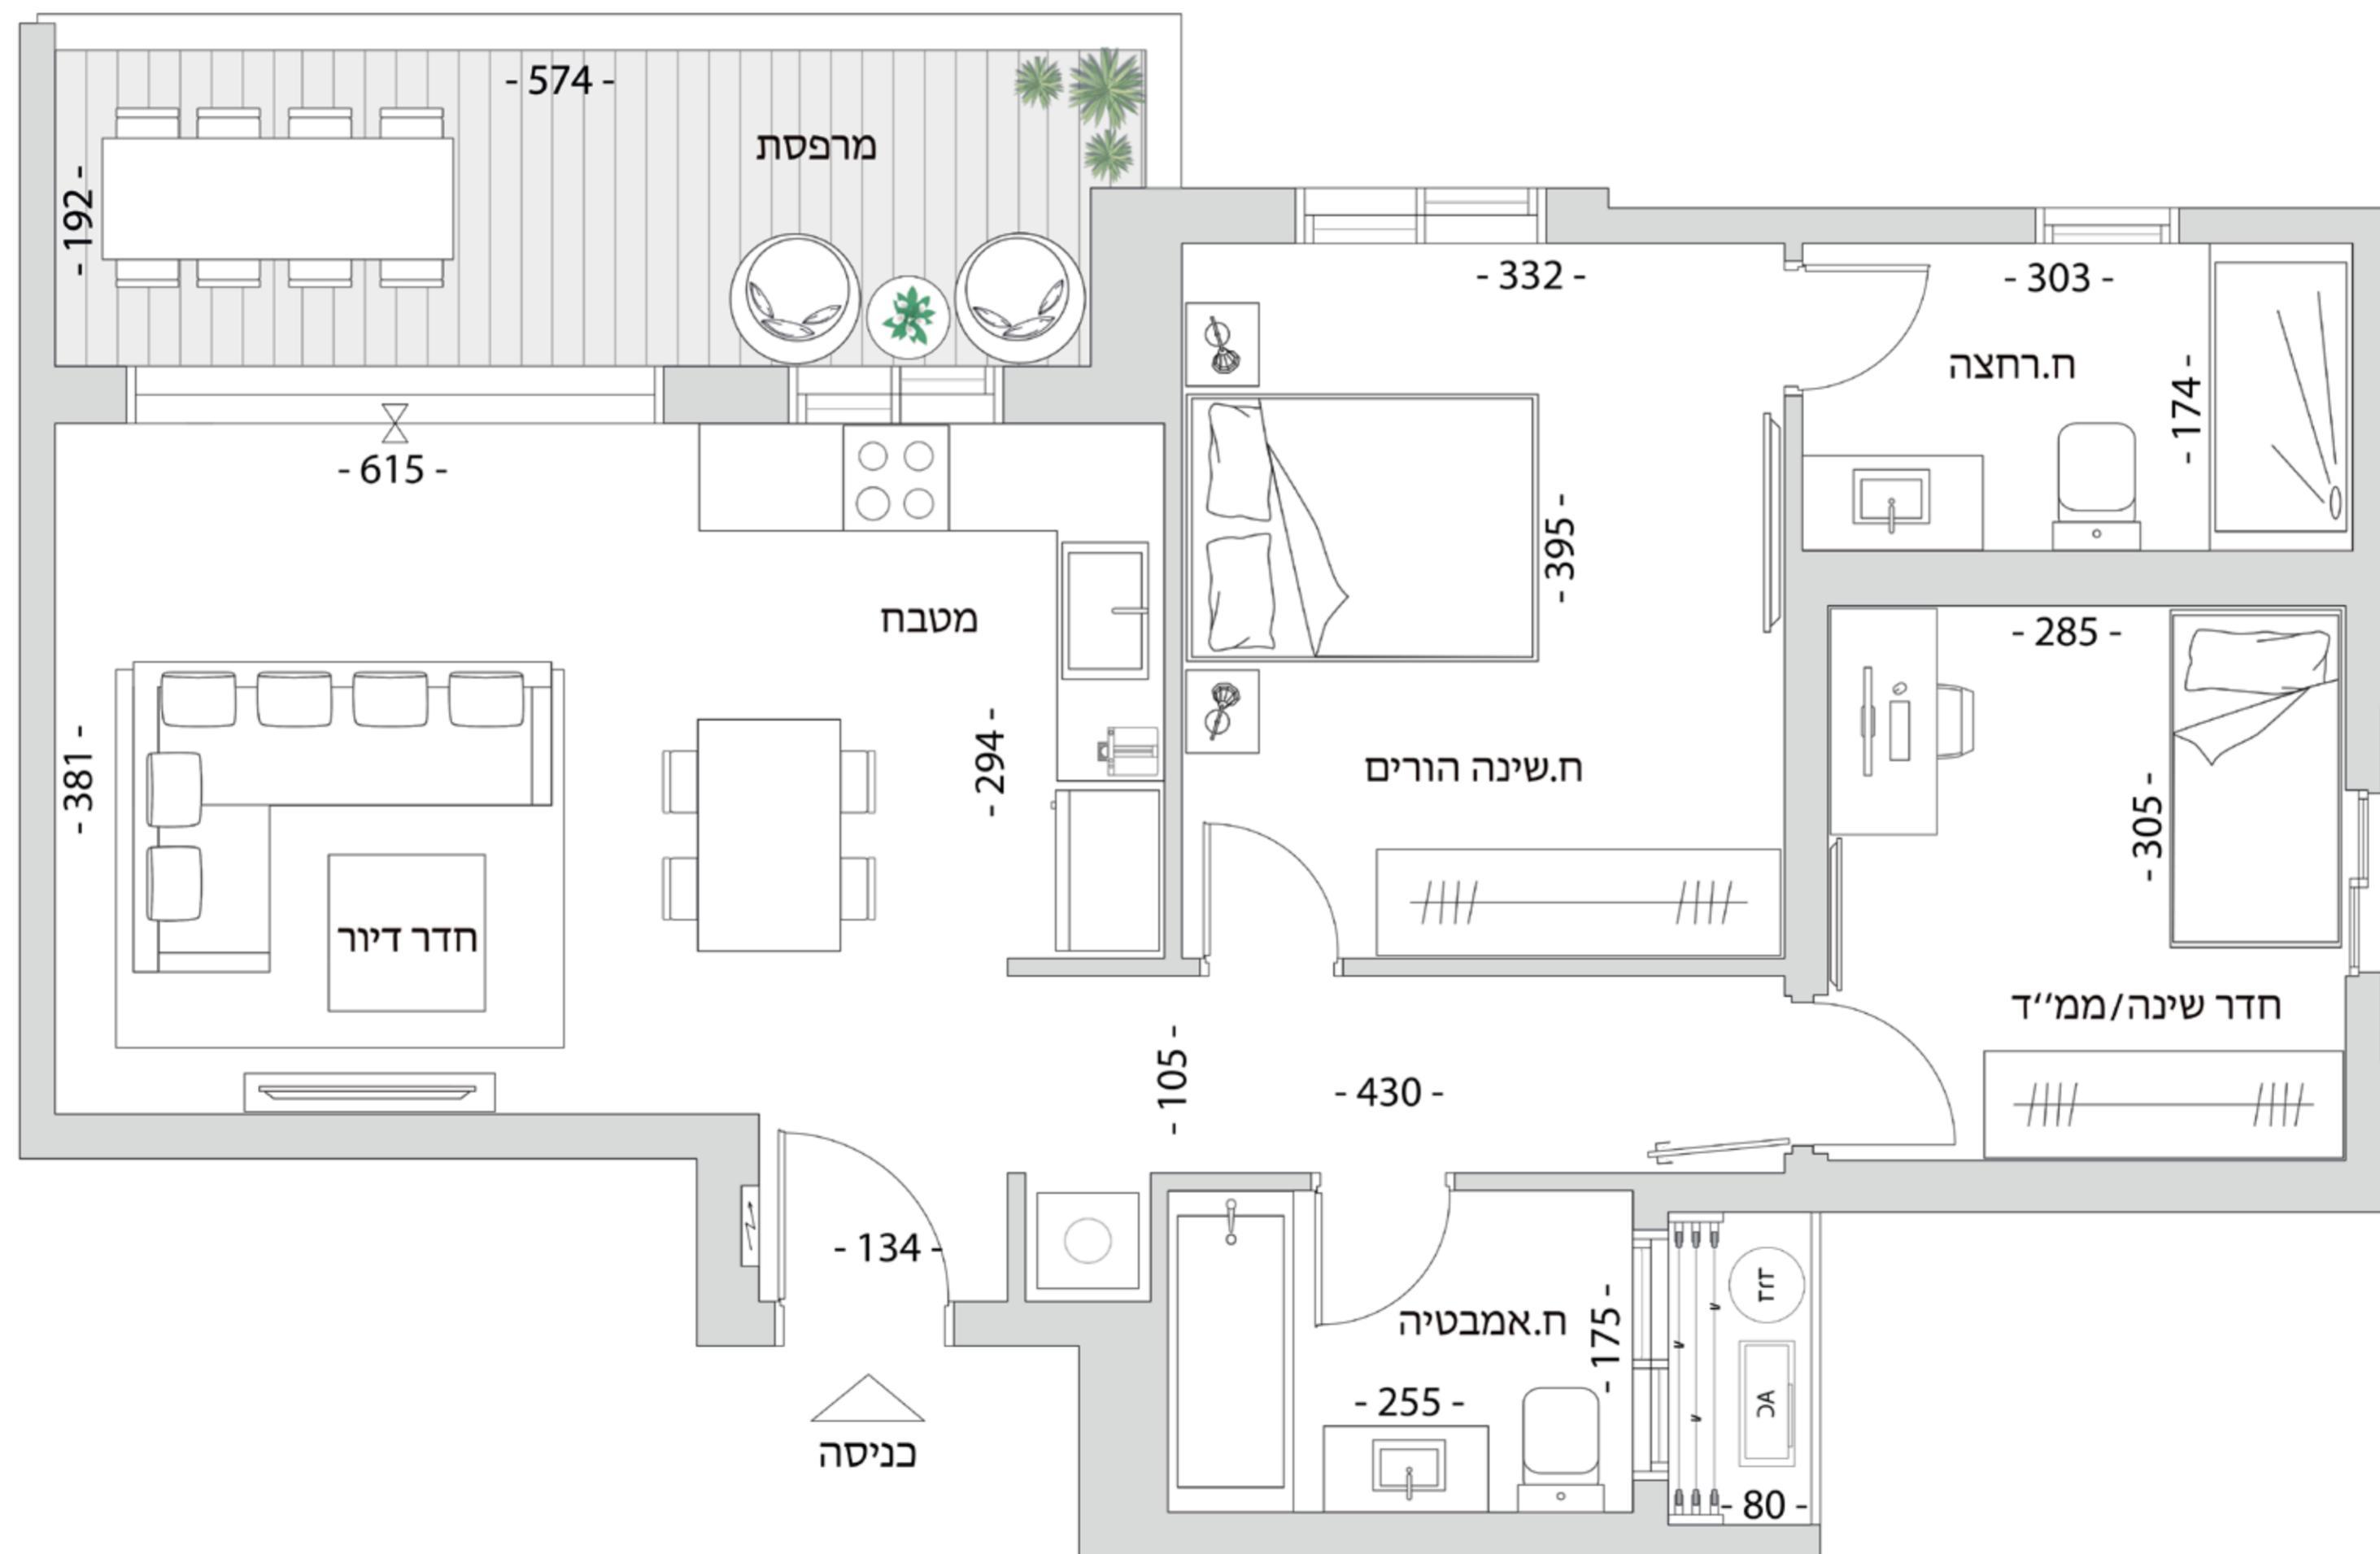 - 574 -
מרפסת
- 192 -
- 332 -
- 303 -
ח.רחצה
- 174 -
- 615 -
- 395 -
מטבח
- 285 -
- 381 -
- 294 -
ח.שינה הורים
- 305 -
חדר דיור
חדר שינה/ממ״ד
- 105 -
- 430 -
- 134 -
ח.אמבטיה
- 175 -
דוד
- 255 -
AC
כניסה
- 80 -